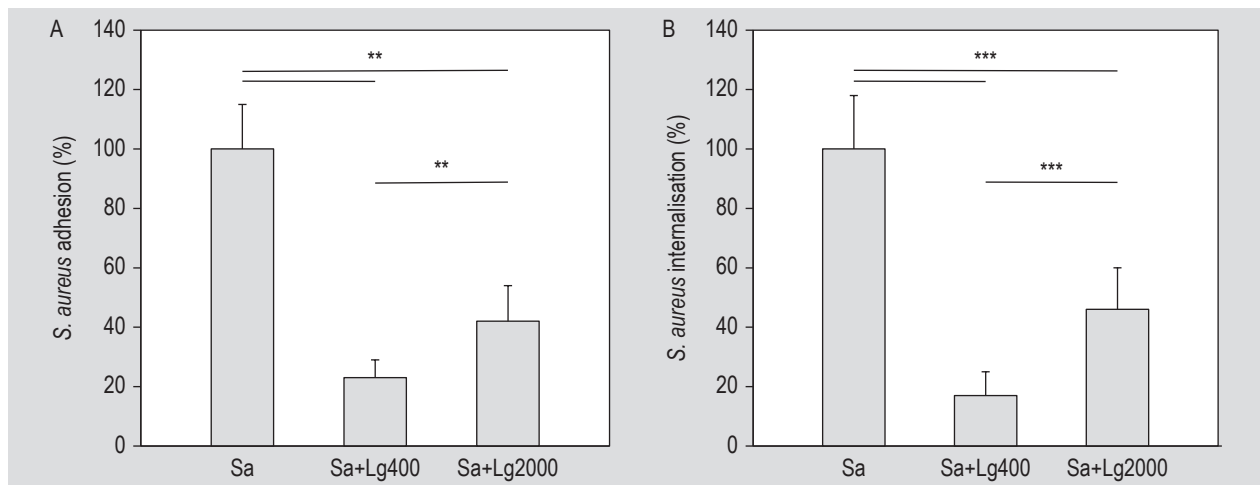 A
S. aureus adhesion (%)
140
120
100
80
60
40
20
0
**
**
Sa
Sa+Lg400
Sa+Lg2000
B
S. aureus internalisation (%)
140
120
100
80
60
40
20
0
***
***
Sa
Sa+Lg400
Sa+Lg2000